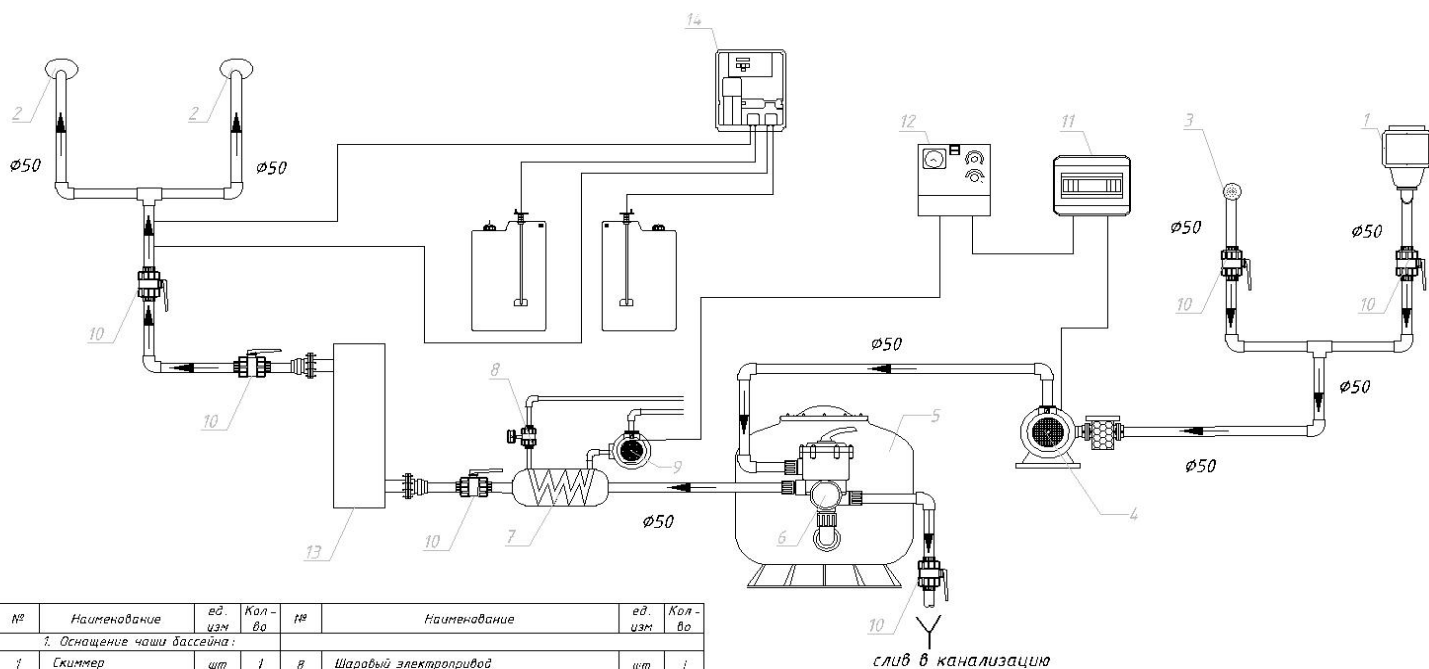 14
2
2
12
11
3
1
ø50
ø50
ø50
ø50
10
10
10
ø50
ø50
10
8
5
9
ø50
4
13
10
7
ø50
6
10
слив в канализацию
№ Наименование ед. изм Кол-во № Наименование ед. изм Кол-во
1. Оснащение чаши бассейна:
1 Скиммер шт 1 8 Шаровый электропривод шт 1